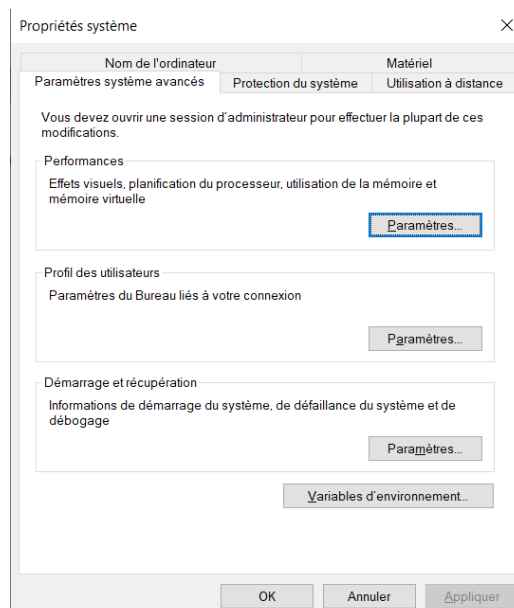 Propriétés système
Nom de l'ordinateur
Matériel
Paramètres système avancés
Protection du système
Utilisation à distance
Vous devez ouvrir une session d'administrateur pour effectuer la plupart de ces
modifications.
Performances
Effets visuels, planification du processeur, utilisation de la mémoire et
mémoire virtuelle
Paramètres...
Profil des utilisateurs
Paramètres du Bureau liés à votre connexion
Paramètres...
Démarrage et récupération
Informations de démarrage du système, de défaillance du système et de
débogage
Paramètres...
Variables d'environnement...
OK
Annuler
Appliquer